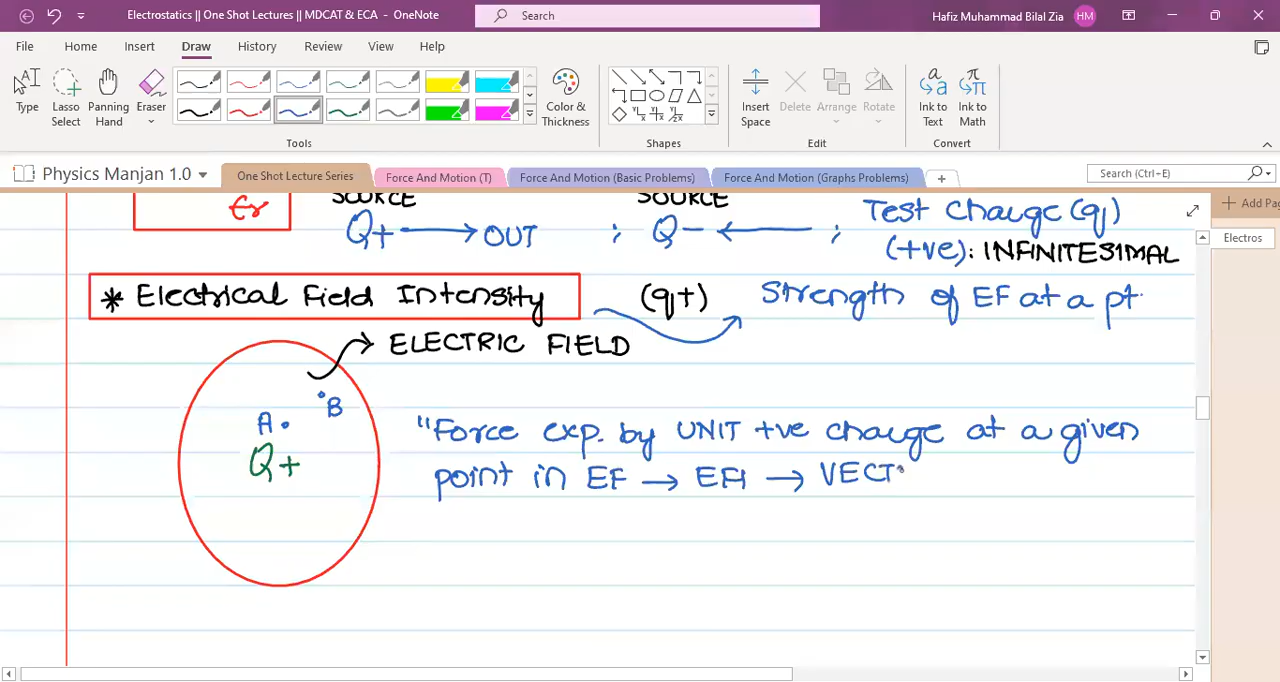 Electrostatics || One Shot Lectures || MDCAT & ECA - OneNote
Search
Hafiz Muhammad Bilal Zia HM
File Home Insert Draw History Review View Help
Type Lasso Select Panning Hand Eraser Color & Thickness Insert Space Delete Arrange Rotate Ink to Text Ink to Math
Tools Shapes Edit Convert
Physics Manjan 1.0 One Shot Lecture Series Force And Motion (T) Force And Motion (Basic Problems) Force And Motion (Graphs Problems) + Search (Ctrl+E)
Add Pag
Electros
SOURCE SOURCE
Er Q+ → OUT ; Q- ← ; Test Charge (q)
(+ve): INFINITESIMAL
* Electrical Field Intensity (q+) Strength of EF at a pt.
→ ELECTRIC FIELD
A. .B
Q+
"Force exp. by UNIT +ve charge at a given
point in EF → EFI → VECT